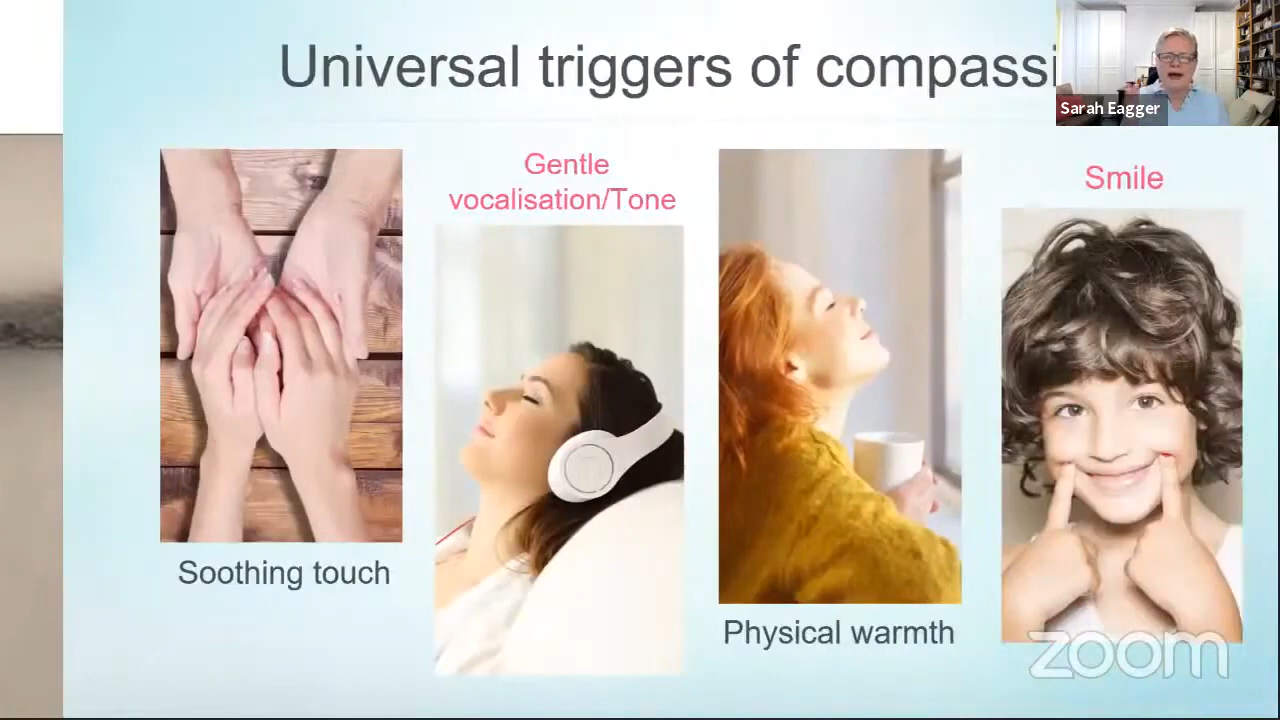 Universal triggers of compassi
Sarah Eagger
Gentle
vocalisation/Tone
Smile
Soothing touch
Physical warmth
zoom